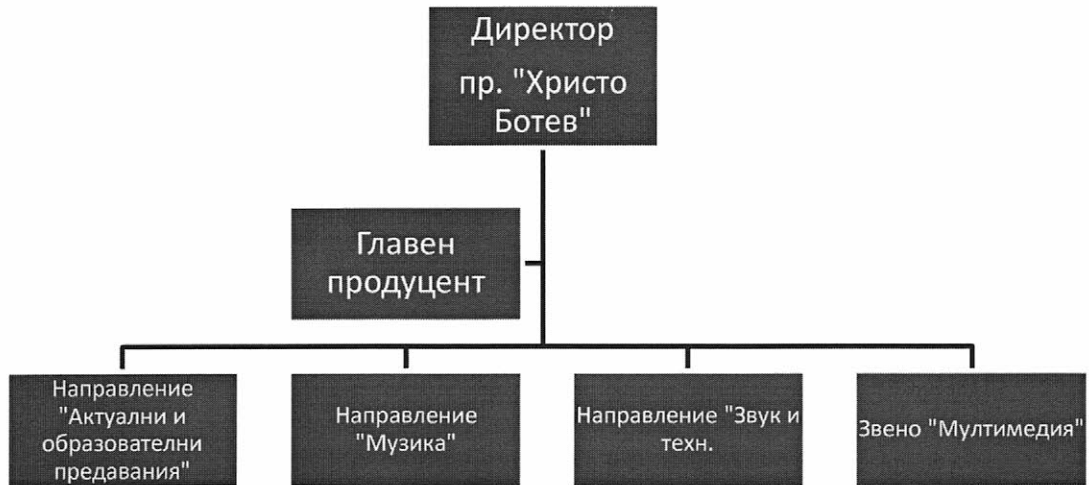 Директор
пр. "Христо
Ботев"
Главен
продуцент
Направление
"Актуални и
образователни
предавания"
Направление
"Музика"
Направление "Звук и
техн.
Звено "Мултимедия"